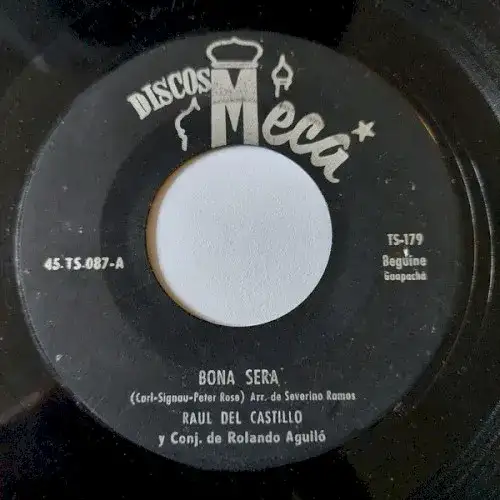 DISCOS
Meca
45.TS.087-A
TS-179
Beguine
Guapachá
BONA SERA
(Carl-Signau-Peter Rose) Arr. de Severino Ramos
RAUL DEL CASTILLO
y Conj. de Rolando Aguiló